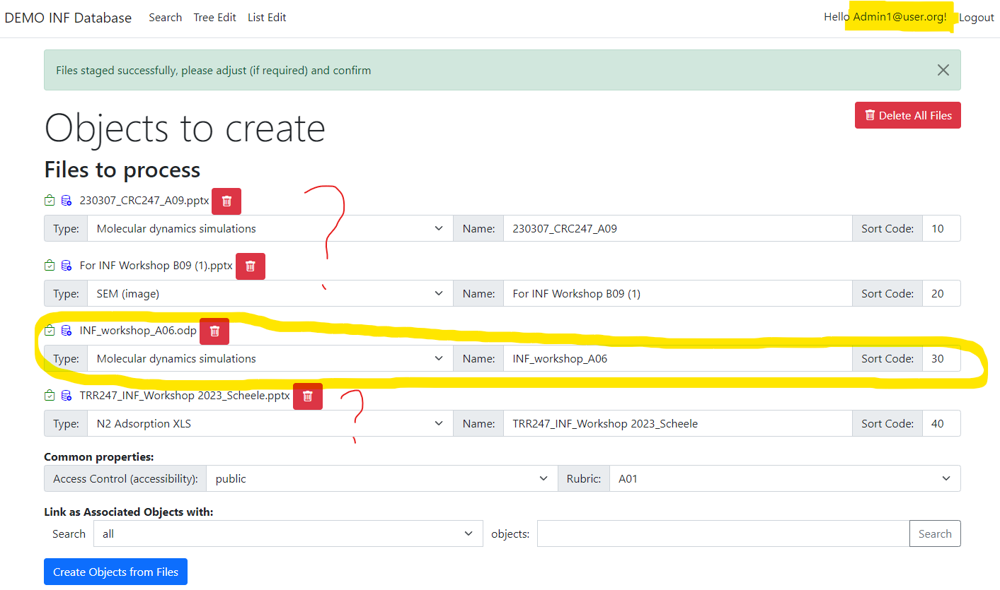 DEMO INF Database Search Tree Edit List Edit Hello Admin1@user.org! Logout
Files staged successfully, please adjust (if required) and confirm
Objects to create
Delete All Files
Files to process
230307_CRC247_A09.pptx
?
Type: Molecular dynamics simulations Name: 230307_CRC247_A09 Sort Code: 10
For INF Workshop B09 (1).pptx
Type: SEM (image) Name: For INF Workshop B09 (1) Sort Code: 20
INF_workshop_A06.odp
Type: Molecular dynamics simulations Name: INF_workshop_A06 Sort Code: 30
TRR247_INF_Workshop 2023_Scheele.pptx
?
Type: N2 Adsorption XLS Name: TRR247_INF_Workshop 2023_Scheele Sort Code: 40
Common properties:
Access Control (accessibility): public Rubric: A01
Link as Associated Objects with:
Search all objects: Search
Create Objects from Files